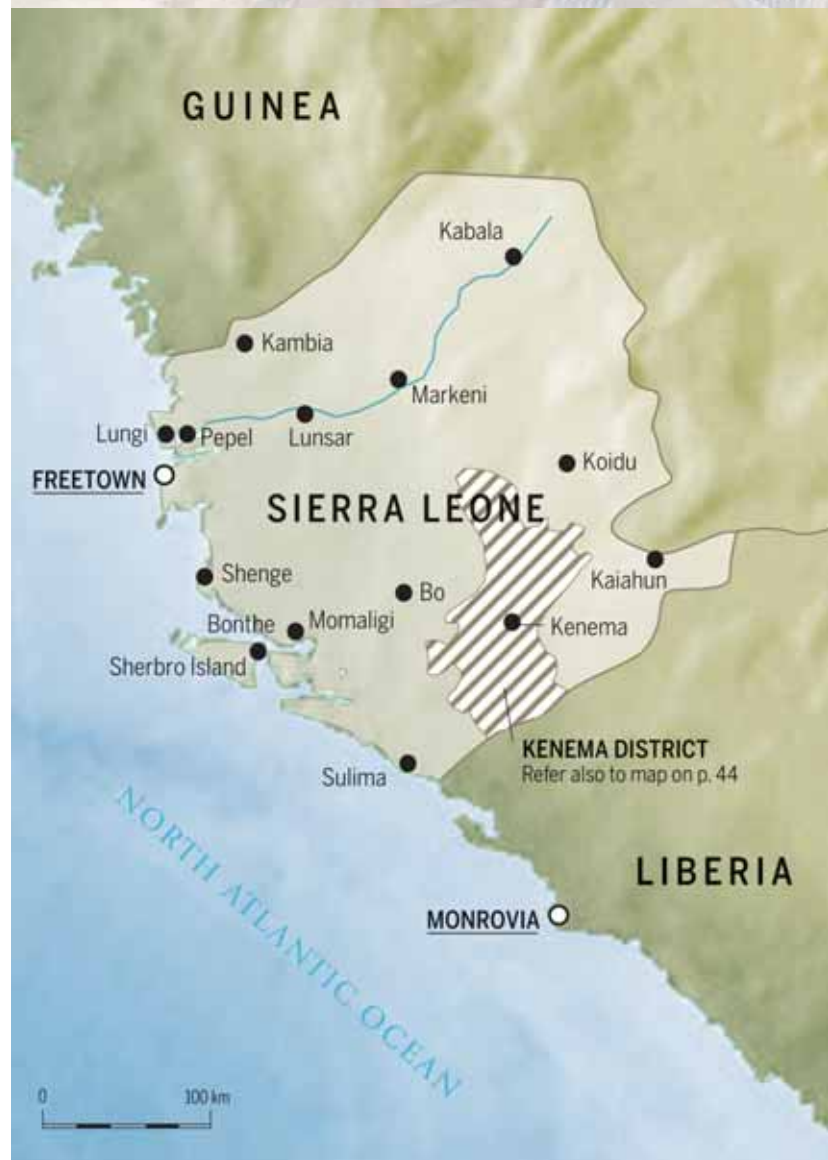 GUINEA
Kabala
Kambia
Markeni
Lungi
Pepel
Lunsar
Koidu
FREETOWN
SIERRA LEONE
Kaiahun
Shenge
Bo
Bonthe
Momaligi
Kenema
Sherbro Island
KENEMA DISTRICT
Refer also to map on p. 44
Sulima
NORTH ATLANTIC OCEAN
LIBERIA
MONROVIA
0
100 km